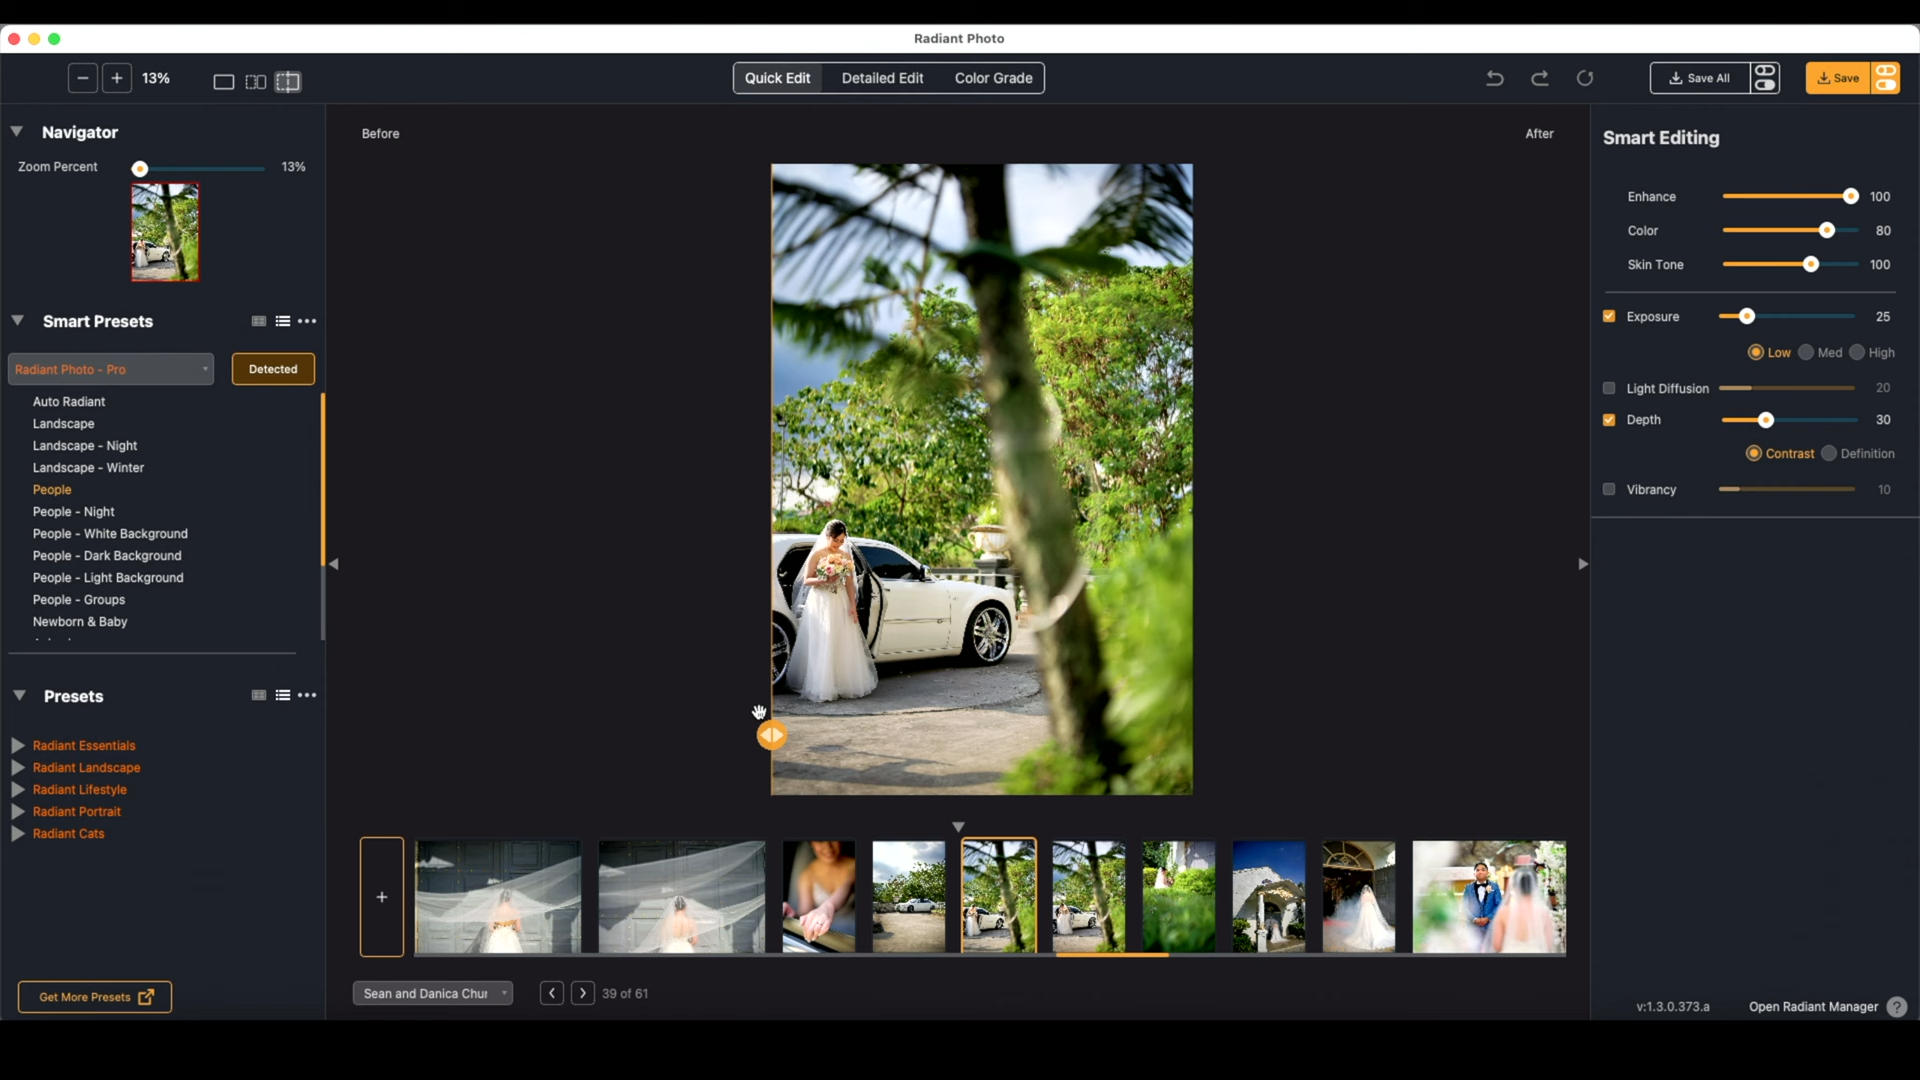 Radiant Photo
13%
Quick Edit
Detailed Edit
Color Grade
Save All
Save
Navigator
Zoom Percent
13%
Smart Presets
Radiant Photo - Pro
Detected
Auto Radiant
Landscape
Landscape - Night
Landscape - Winter
People
People - Night
People - White Background
People - Dark Background
People - Light Background
People - Groups
Newborn & Baby
Presets
Radiant Essentials
Radiant Landscape
Radiant Lifestyle
Radiant Portrait
Radiant Cats
Get More Presets
Before
After
Sean and Danica Chur
39 of 61
Smart Editing
Enhance 100
Color 80
Skin Tone 100
Exposure 25
Low Med High
Light Diffusion 20
Depth 30
Contrast Definition
Vibrancy 10
v:1.3.0.373.a
Open Radiant Manager ?